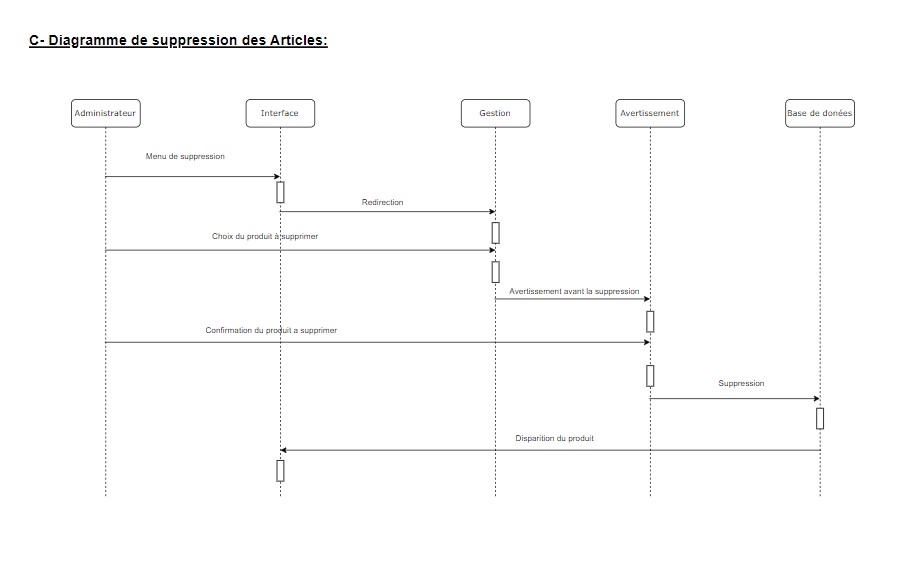 C- Diagramme de suppression des Articles:
Administrateur
Interface
Gestion
Avertissement
Base de donées
Menu de suppression
Redirection
Choix du produit à supprimer
Avertissement avant la suppression
Confirmation du produit a supprimer
Suppression
Disparition du produit